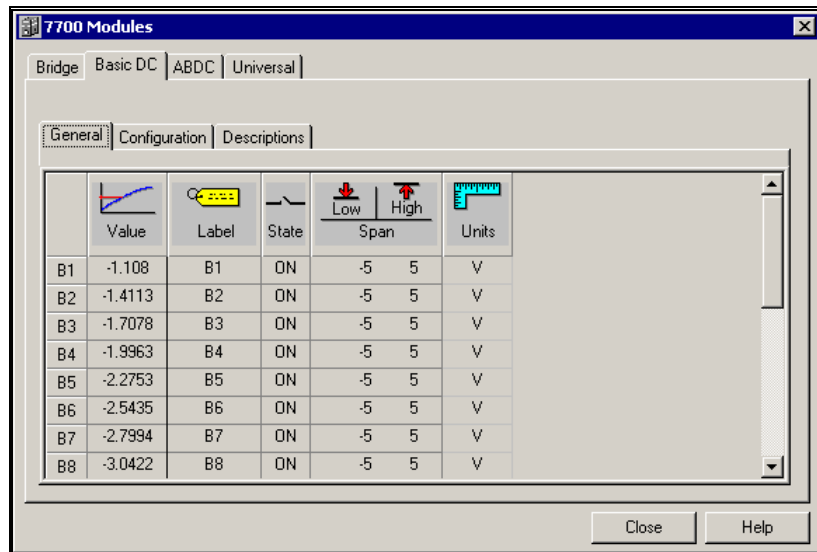 7700 Modules
Bridge Basic DC ABDC Universal
General Configuration Descriptions
Low High
Value Label State Span Units
B1 -1.108 B1 ON -5 5 V
B2 -1.4113 B2 ON -5 5 V
B3 -1.7078 B3 ON -5 5 V
B4 -1.9963 B4 ON -5 5 V
B5 -2.2753 B5 ON -5 5 V
B6 -2.5435 B6 ON -5 5 V
B7 -2.7994 B7 ON -5 5 V
B8 -3.0422 B8 ON -5 5 V
Close Help